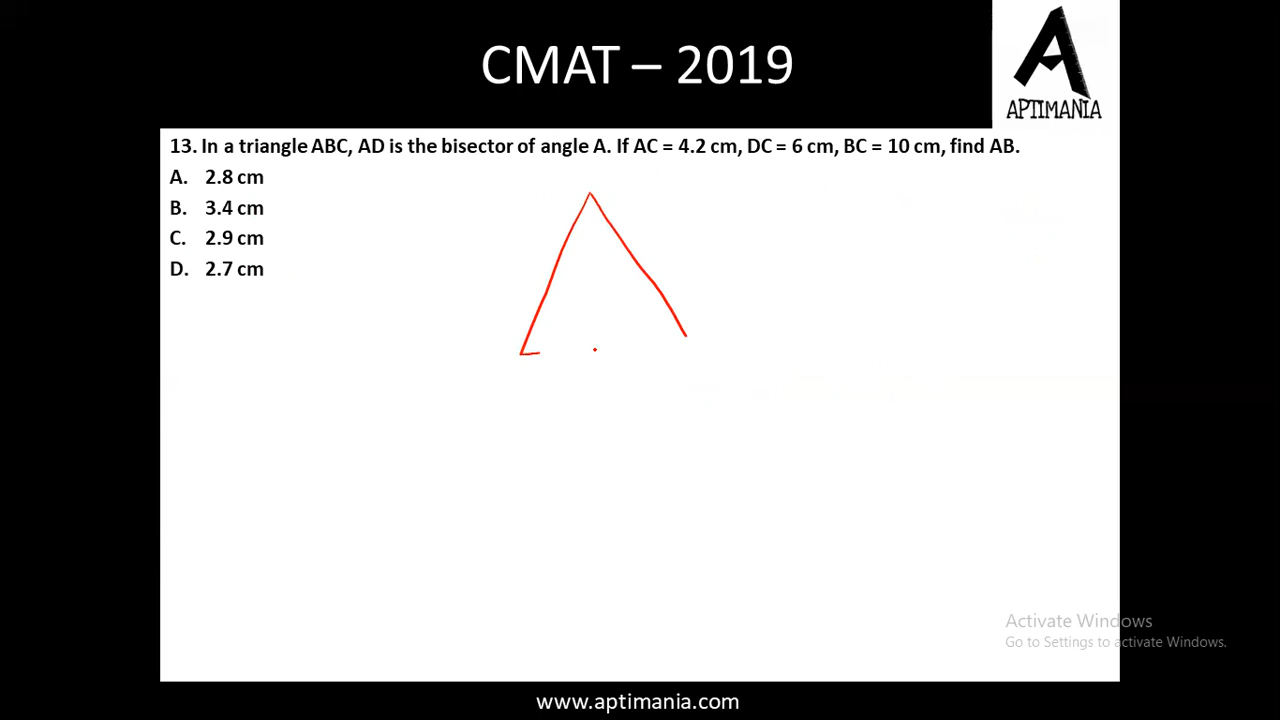 CMAT – 2019
APTIMANIA
13. In a triangle ABC, AD is the bisector of angle A. If AC = 4.2 cm, DC = 6 cm, BC = 10 cm, find AB.
A. 2.8 cm
B. 3.4 cm
C. 2.9 cm
D. 2.7 cm
Activate Windows
Go to Settings to activate Windows.
www.aptimania.com